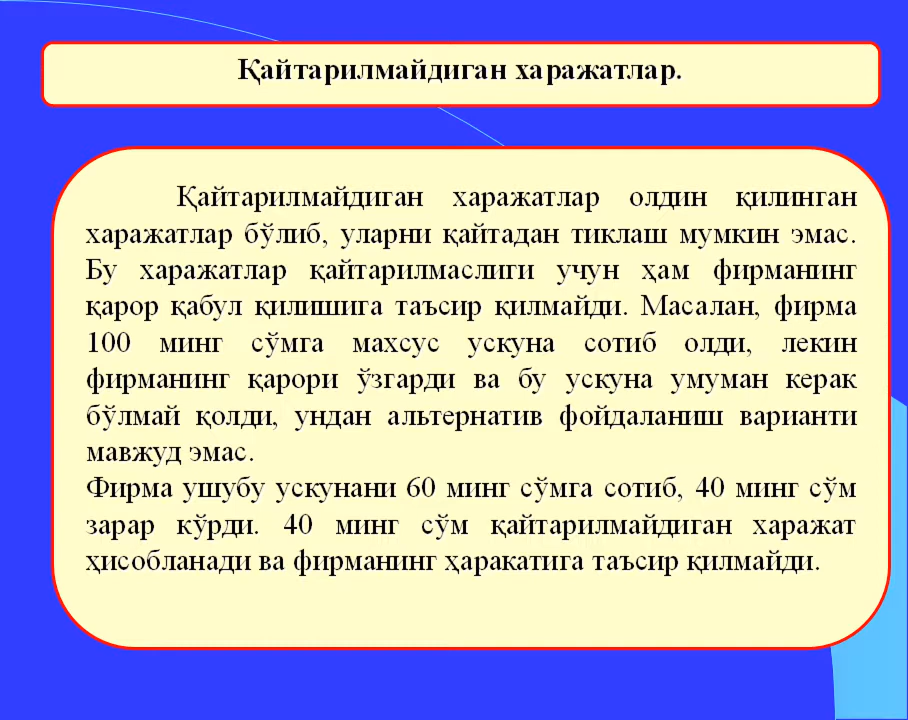 Қайтарилмайдиган харажатлар.
Қайтарилмайдиган харажатлар олдин қилинган
харажатлар бўлиб, уларни қайтадан тиклаш мумкин эмас.
Бу харажатлар қайтарилмаслиги учун ҳам фирманинг
қарор қабул қилишига таъсир қилмайди. Масалан, фирма
100 минг сўмга махсус ускуна сотиб олди, лекин
фирманинг қарори ўзгарди ва бу ускуна умуман керак
бўлмай қолди, ундан альтернатив фойдаланиш варианти
мавжуд эмас.
Фирма ушубу ускунани 60 минг сўмга сотиб, 40 минг сўм
зарар кўрди. 40 минг сўм қайтарилмайдиган харажат
ҳисобланади ва фирманинг ҳаракатига таъсир қилмайди.